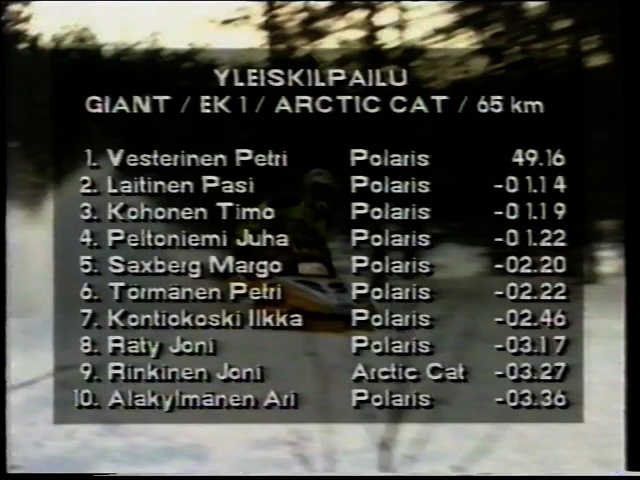 YLEISKILPAILU
GIANT / EK 1 / ARCTIC CAT / 65 km
1. Vesterinen Petri Polaris 49.16
2. Laitinen Pasi Polaris -01.14
3. Kohonen Timo Polaris -01.19
4. Peltoniemi Juha Polaris -01.22
5. Saxberg Margo Polaris -02.20
6. Törmänen Petri Polaris -02.22
7. Kontiokoski Ilkka Polaris -02.46
8. Räty Joni Polaris -03.17
9. Rinkinen Joni Arctic Cat -03.27
10. Alakylmänen Ari Polaris -03.36